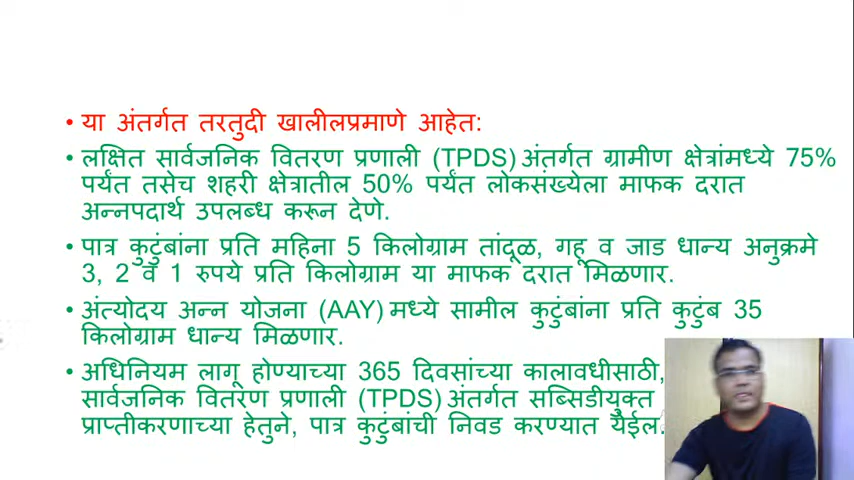 • या अंतर्गत तरतुदी खालीलप्रमाणे आहेत:
• लक्षित सार्वजनिक वितरण प्रणाली (TPDS) अंतर्गत ग्रामीण क्षेत्रांमध्ये 75%
पर्यंत तसेच शहरी क्षेत्रातील 50% पर्यंत लोकसंख्येला माफक दरात
अन्नपदार्थ उपलब्ध करून देणे.
• पात्र कुटुंबांना प्रति महिना 5 किलोग्राम तांदूळ, गहू व जाड धान्य अनुक्रमे
3, 2 व 1 रुपये प्रति किलोग्राम या माफक दरात मिळणार.
• अंत्योदय अन्न योजना (AAY) मध्ये सामील कुटुंबांना प्रति कुटुंब 35
किलोग्राम धान्य मिळणार.
• अधिनियम लागू होण्याच्या 365 दिवसांच्या कालावधीसाठी,
सार्वजनिक वितरण प्रणाली (TPDS) अंतर्गत सब्सिडीयुक्त
प्राप्तीकरणाच्या हेतुने, पात्र कुटुंबांची निवड करण्यात येईल.